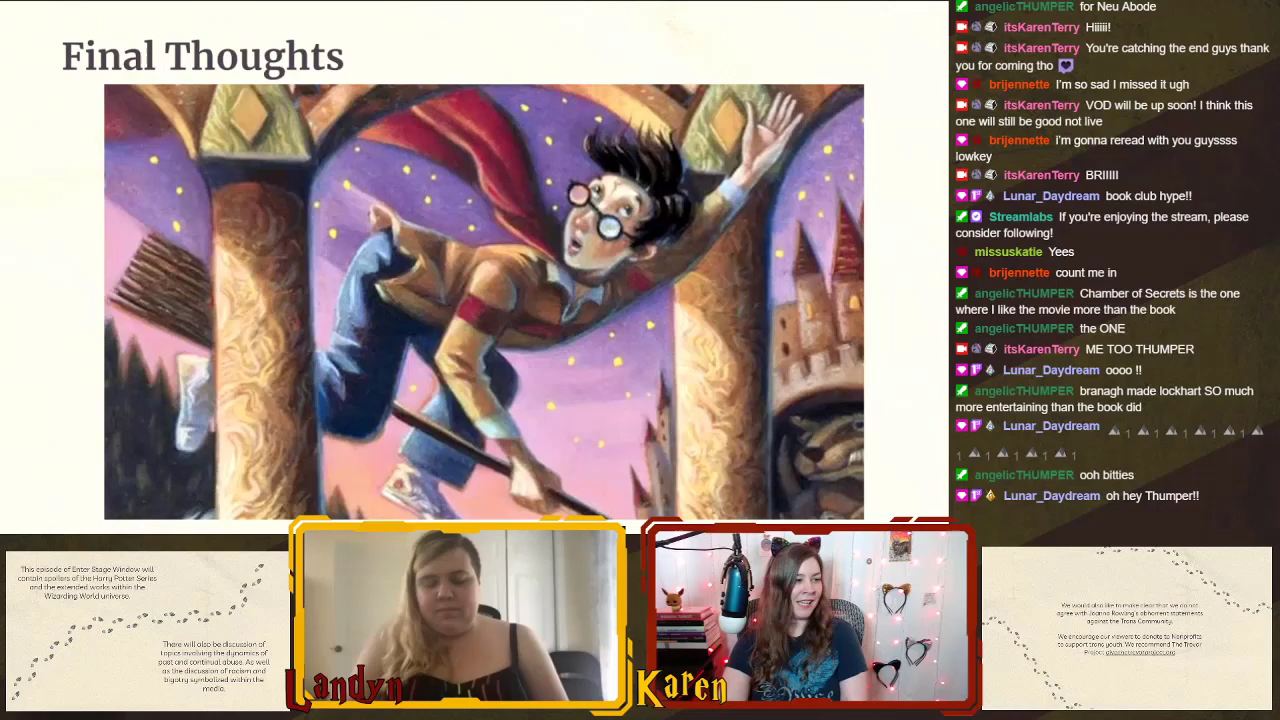 Final Thoughts
angelicTHUMPER for Neu Abode
itsKarenTerry Hiiiii!
itsKarenTerry You're catching the end guys thank
you for coming tho
brijennette I'm so sad I missed it ugh
itsKarenTerry VOD will be up soon! I think this
one will still be good not live
brijennette i'm gonna reread with you guyssss
lowkey
itsKarenTerry BRIIIII
Lunar_Daydream book club hype!!
Streamlabs If you're enjoying the stream, please
consider following!
missuskatie Yees
brijennette count me in
angelicTHUMPER Chamber of Secrets is the one
where I like the movie more than the book
angelicTHUMPER the ONE
itsKarenTerry ME TOO THUMPER
Lunar_Daydream oooo !!
angelicTHUMPER branagh made lockhart SO much
more entertaining than the book did
Lunar_Daydream 1 1 1 1 1
1 1 1 1
angelicTHUMPER ooh bitties
Lunar_Daydream oh hey Thumper!!
This episode of Enter Stage Window will
contain spoilers of the Harry Potter Series
and the extended works within the
Wizarding World universe.
There will also be discussion of
topics involving the dynamics of
past and continual abuse. As well
as the discussion of racism and
bigotry symbolized within the
media.
Landyn
Karen
We would also like to make clear that we do not
agree with Joanne Rowling's abhorrent statements
against the Trans Community.
We encourage our viewers to donate to Nonprofits
to support trans youth. We recommend The Trevor